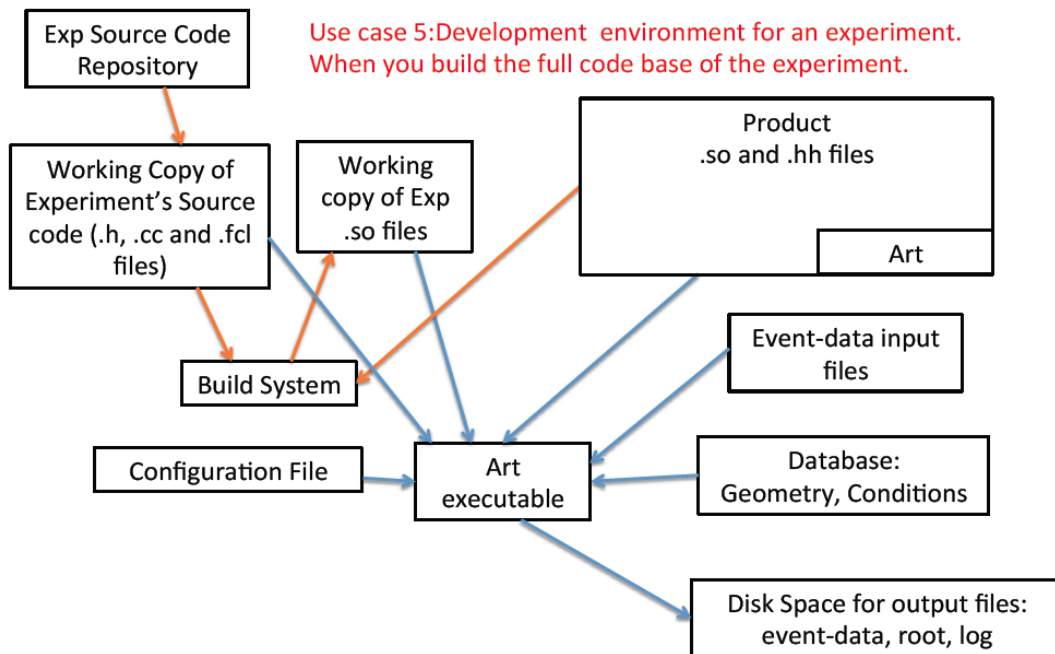 Exp Source Code
Repository
Use case 5:Development  environment for an experiment.
When you build the full code base of the experiment.
Working Copy of
Experiment’s Source
code (.h, .cc and .fcl
files)
Working
copy of Exp
.so files
Product
.so and .hh files
Art
Event-data input
files
Build System
Configuration File
Art
executable
Database:
Geometry, Conditions
Disk Space for output files:
event-data, root, log